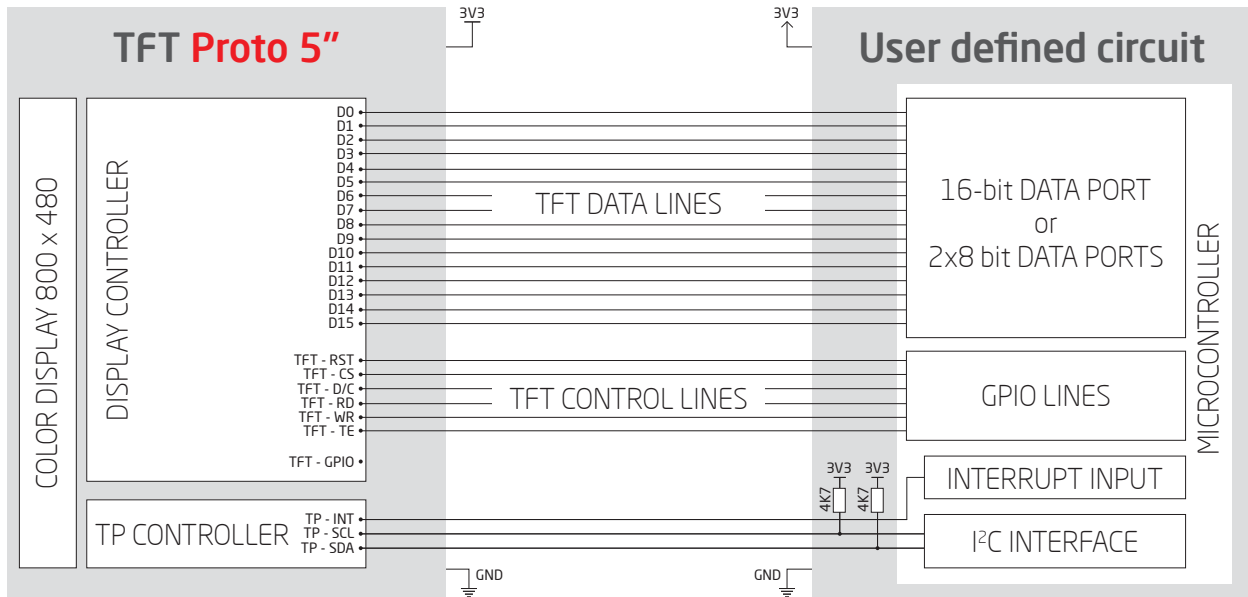 3V3
3V3
TFT Proto 5”
User defined circuit
COLOR DISPLAY 800 x 480
DISPLAY CONTROLLER
D0
D1
D2
D3
D4
D5
D6
D7
D8
D9
D10
D11
D12
D13
D14
D15
TFT DATA LINES
16-bit DATA PORT
or
2x8 bit DATA PORTS
MICROCONTROLLER
TFT - RST
TFT - CS
TFT - D/C
TFT - RD
TFT - WR
TFT - TE
TFT - GPIO
TFT CONTROL LINES
GPIO LINES
3V3
3V3
4K7
4K7
INTERRUPT INPUT
TP CONTROLLER
TP - INT
TP - SCL
TP - SDA
I²C INTERFACE
GND
GND